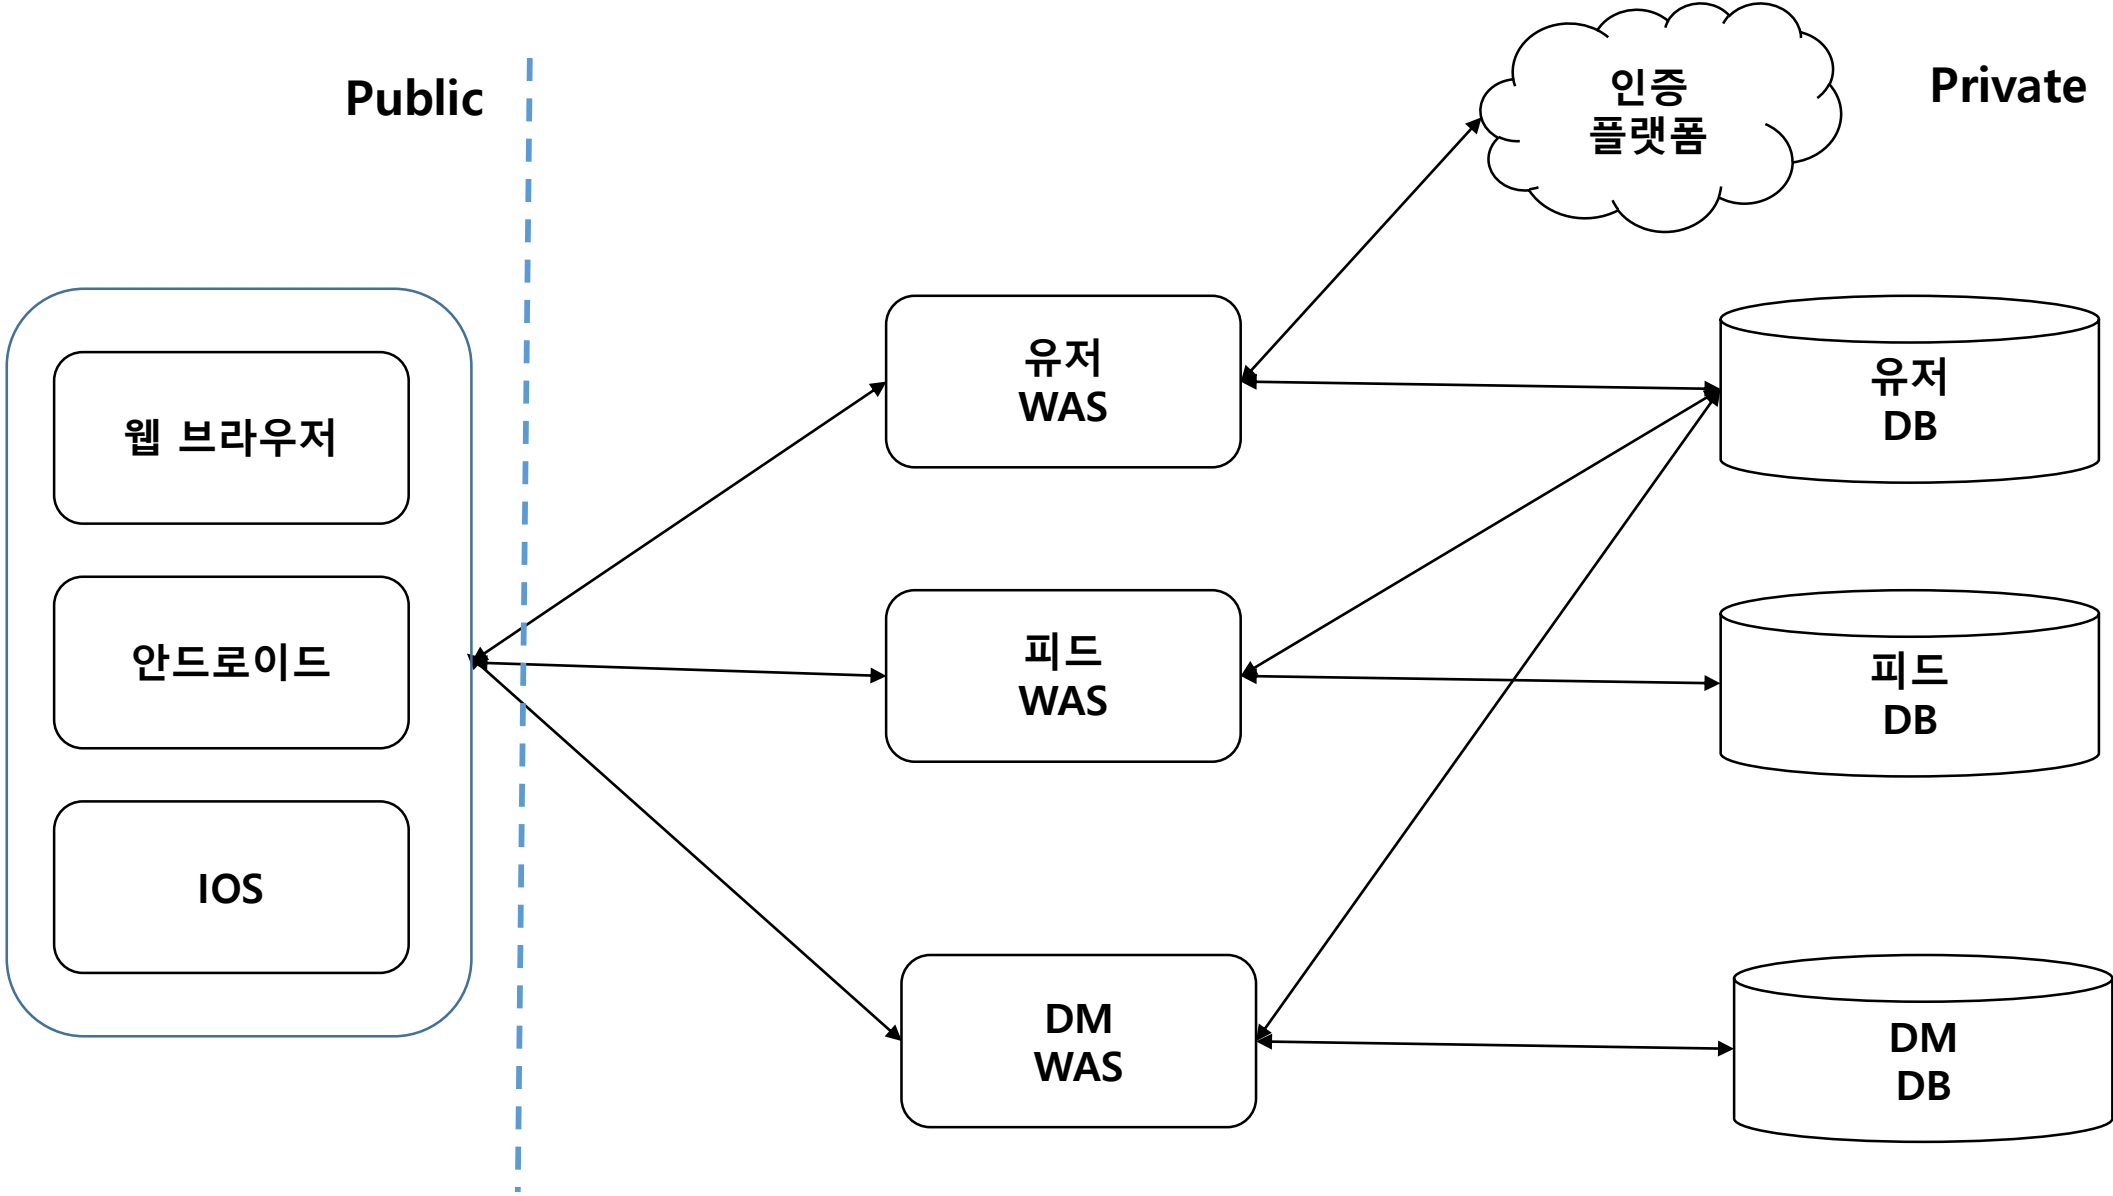 Public
Private
인증
플랫폼
웹 브라우저
안드로이드
IOS
유저
WAS
피드
WAS
DM
WAS
유저
DB
피드
DB
DM
DB